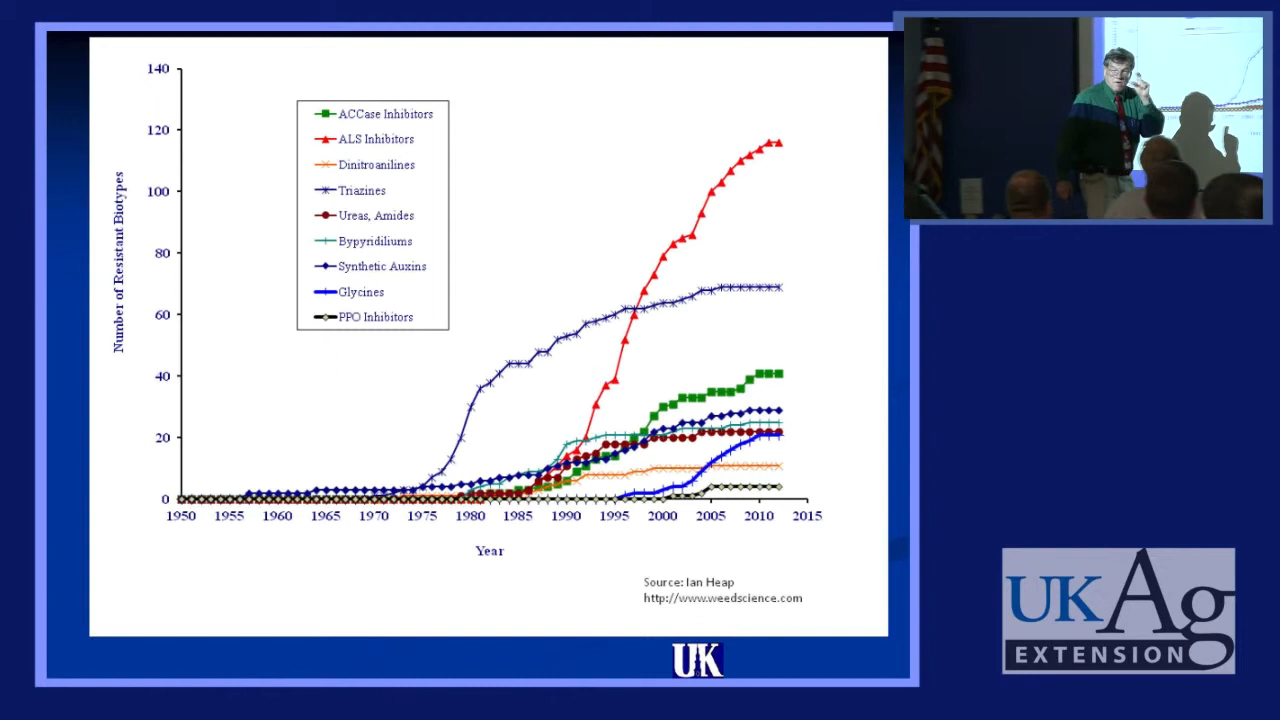 140
120
100
80
60
40
20
0
Number of Resistant Biotypes
ACCase Inhibitors
ALS Inhibitors
Dinitroanilines
Triazines
Ureas, Amides
Bypyridiliums
Synthetic Auxins
Glycines
PPO Inhibitors
1950 1955 1960 1965 1970 1975 1980 1985 1990 1995 2000 2005 2010 2015
Year
Source: Ian Heap
http://www.weedscience.com
UK
UKAg
EXTENSION